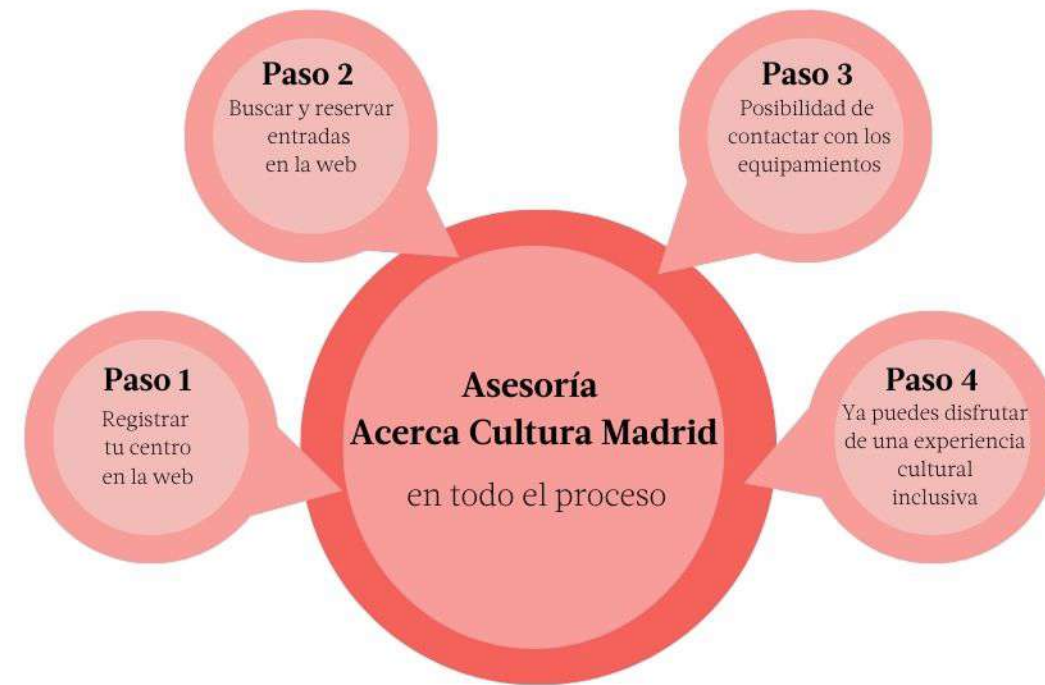 Paso 1
Registrar
tu centro
en la web
Paso 2
Buscar y reservar
entradas
en la web
Paso 3
Posibilidad de
contactar con los
equipamientos
Paso 4
Ya puedes disfrutar
de una experiencia
cultural
inclusiva
Asesoría
Acerca Cultura Madrid
en todo el proceso